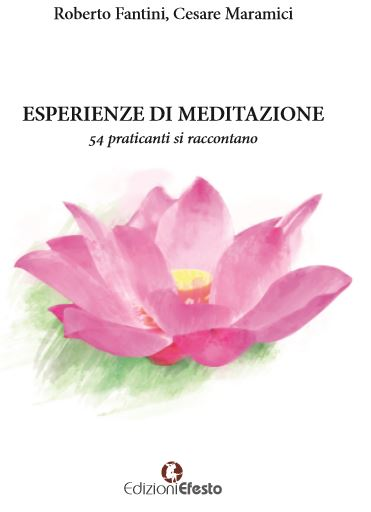 Roberto Fantini, Cesare Maramici
ESPERIENZE DI MEDITAZIONE
54 praticanti si raccontano
EdizioniEfesto